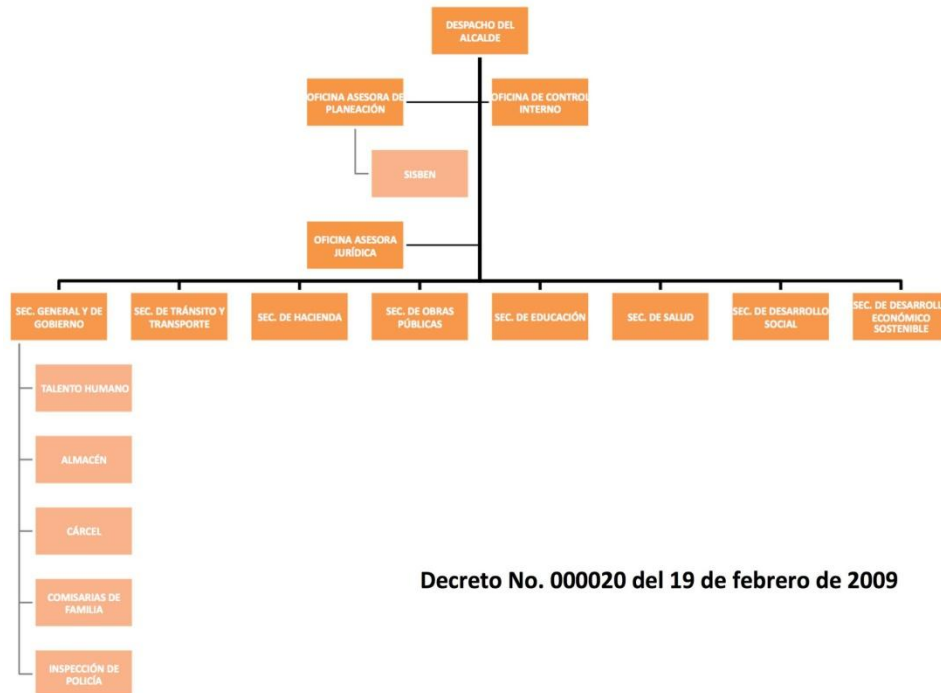 DESPACHO DEL
ALCALDE
OFICINA ASESORA DE
PLANEACIÓN
OFICINA DE CONTROL
INTERNO
SISBEN
OFICINA ASESORA
JURÍDICA
SEC. GENERAL Y DE
GOBIERNO
SEC. DE TRÁNSITO Y
TRANSPORTE
SEC. DE HACIENDA
SEC. DE OBRAS
PÚBLICAS
SEC. DE EDUCACIÓN
SEC. DE SALUD
SEC. DE DESARROLLO
SOCIAL
SEC. DE DESARROLL
ECONÓMICO
SOSTENIBLE
TALENTO HUMANO
ALMACÉN
CÁRCEL
COMISARIAS DE
FAMILIA
INSPECCIÓN DE
POLICÍA
Decreto No. 000020 del 19 de febrero de 2009